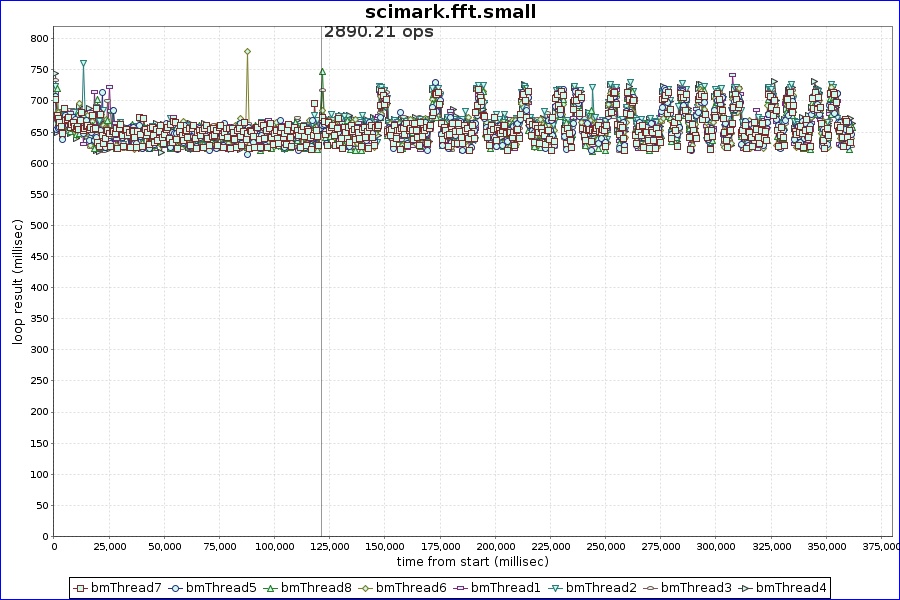 scimark.fft.small
2890.21 ops
800
750
700
650
600
550
500
450
400
350
300
250
200
150
100
50
0
loop result (millisec)
0 25,000 50,000 75,000 100,000 125,000 150,000 175,000 200,000 225,000 250,000 275,000 300,000 325,000 350,000
time from start (millisec)
bmThread7 bmThread5 bmThread8 bmThread6 bmThread1 bmThread2 bmThread3 bmThread4